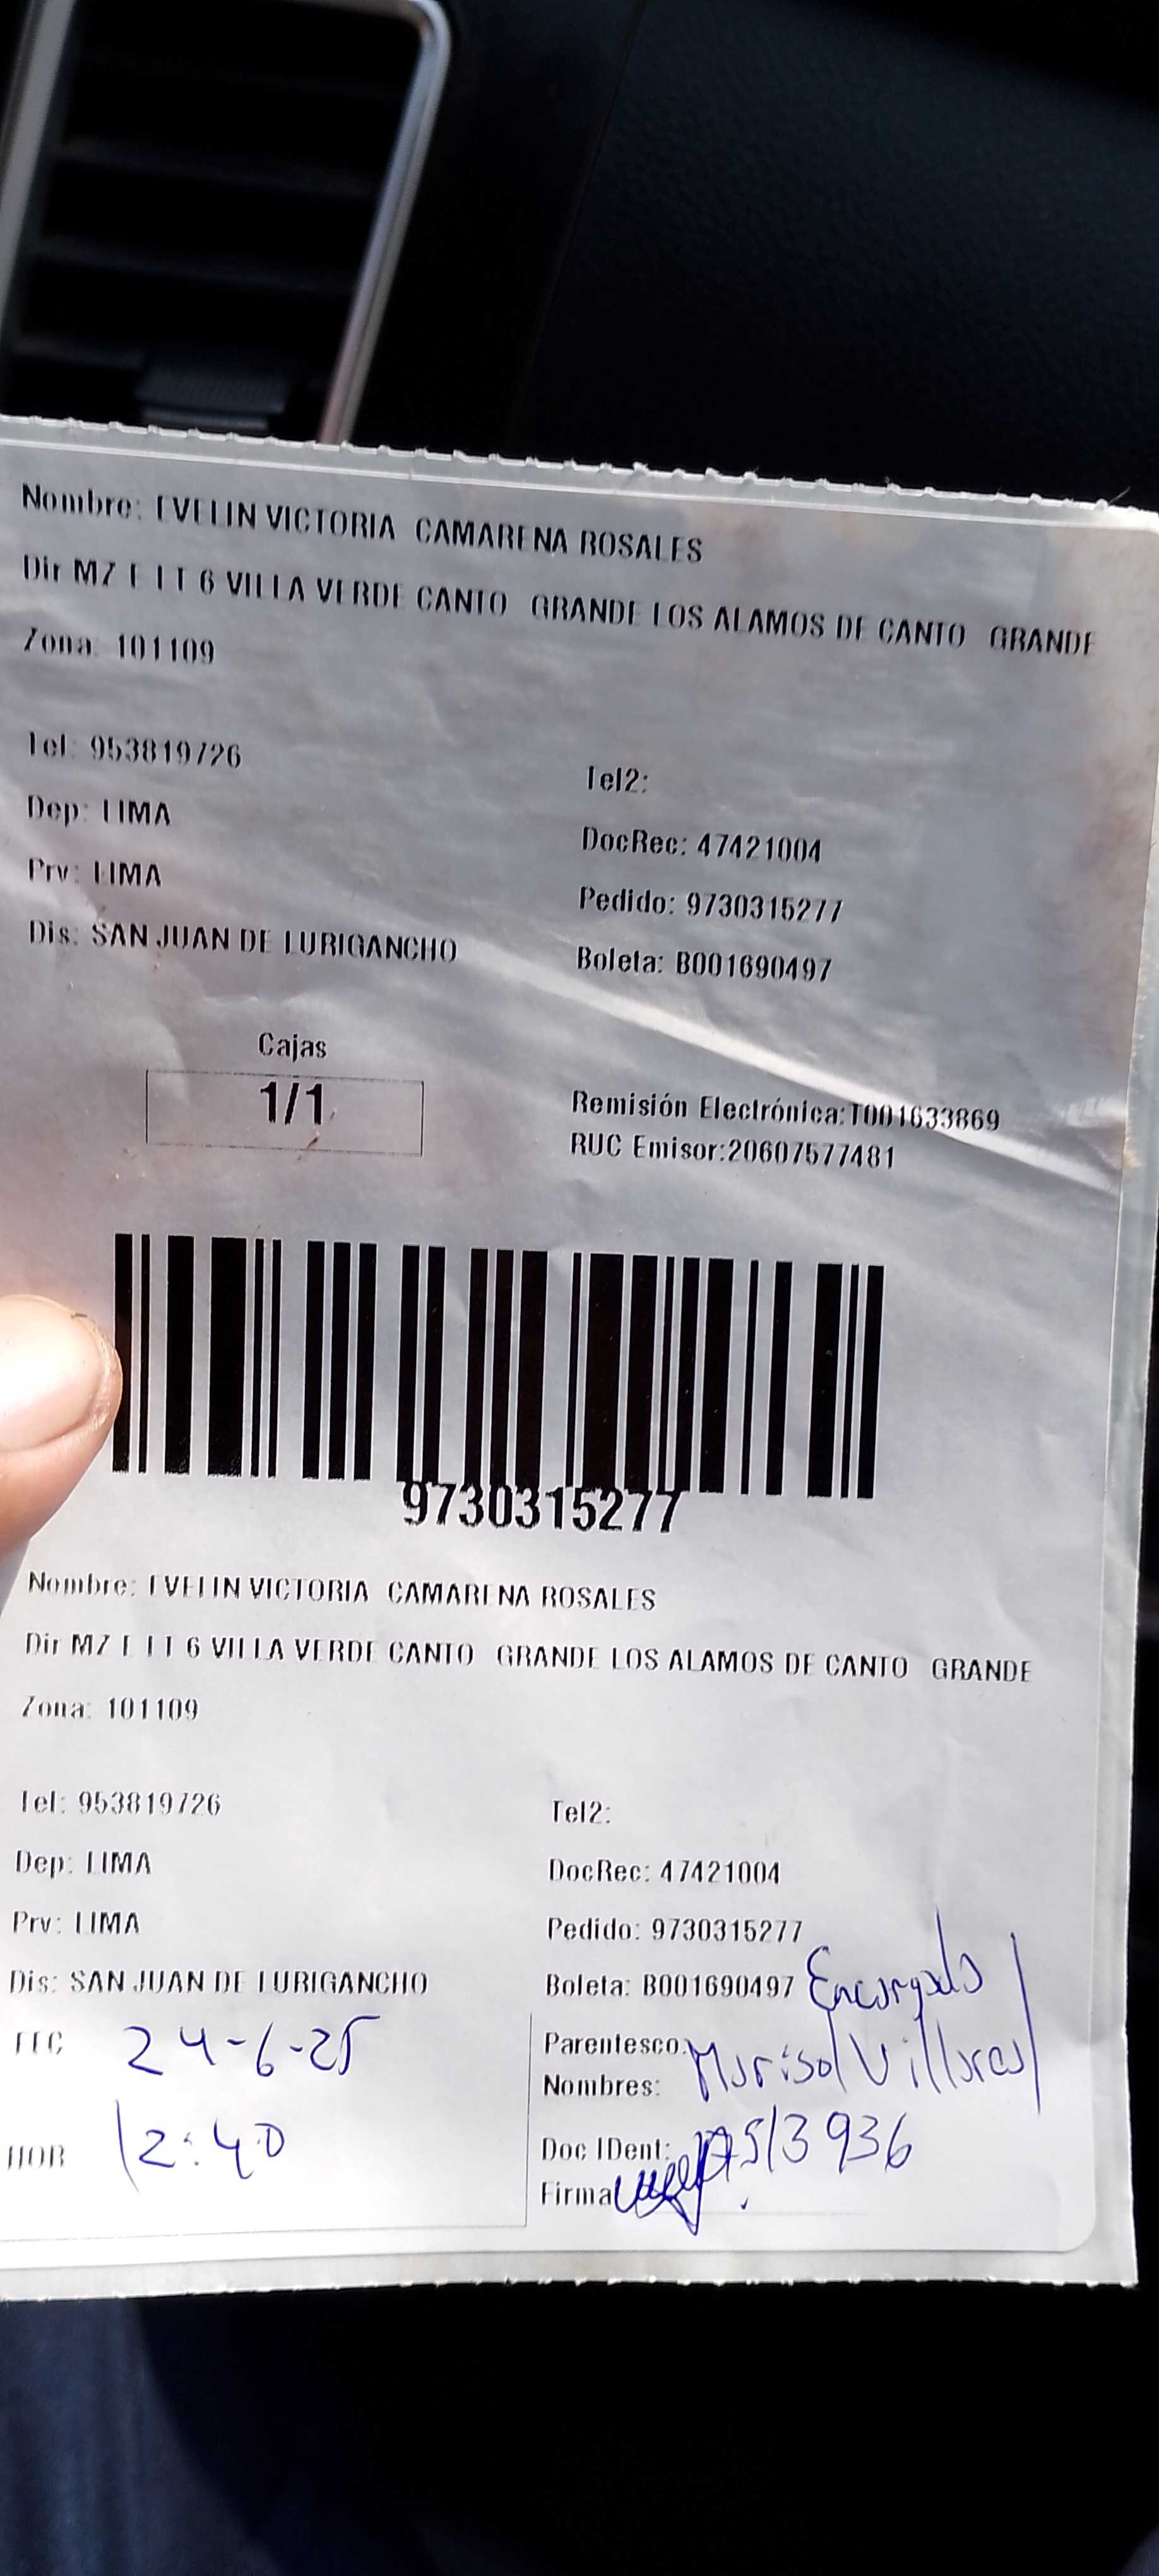 Nombre: EVELIN VICTORIA CAMARENA ROSALES
Dir MZ E LT 6 VILLA VERDE CANTO GRANDE LOS ALAMOS DE CANTO GRANDE
Zona: 101109
Tel: 953819726
Tel2:
Dep: LIMA
DocRec: 47421004
Prv: LIMA
Pedido: 9730315277
Dis: SAN JUAN DE LURIGANCHO
Boleta: B001690497
Cajas
1/1
Remisión Electrónica:T001633869
RUC Emisor:20607577481
9730315277
Nombre: EVELIN VICTORIA CAMARENA ROSALES
Dir MZ E LT 6 VILLA VERDE CANTO GRANDE LOS ALAMOS DE CANTO GRANDE
Zona: 101109
Tel: 953819726
Tel2:
Dep: LIMA
DocRec: 47421004
Prv: LIMA
Pedido: 9730315277
Dis: SAN JUAN DE LURIGANCHO
Boleta: B001690497 Encargado
FEC 24-6-25
Parentesco:
Nombres: Marisol Villares
HOR 12:40
Doc IDent:
Firma